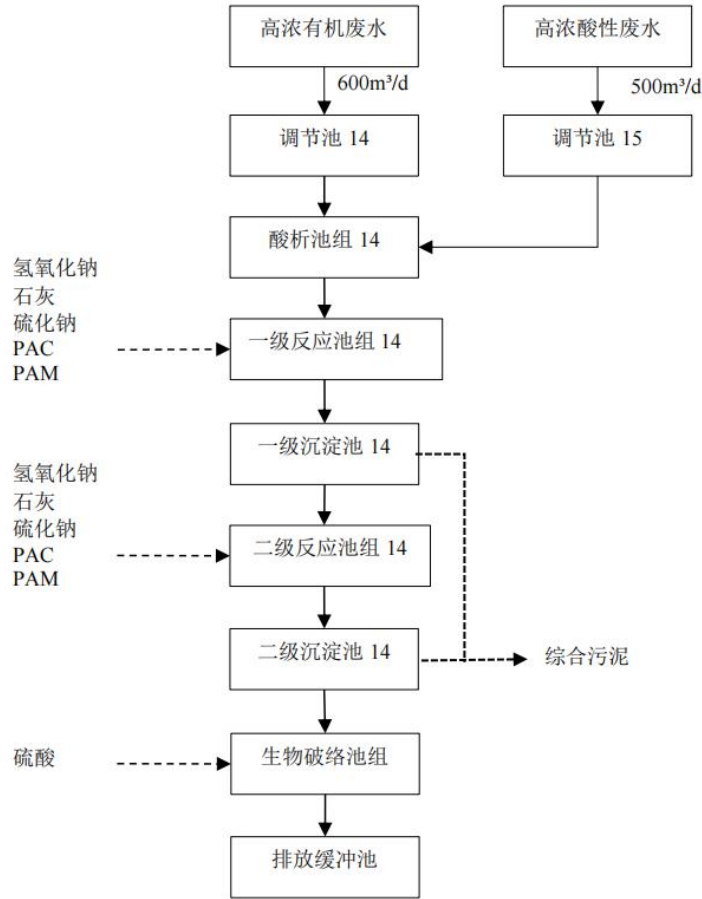 高浓有机废水
高浓酸性废水
600m³/d
500m³/d
调节池 14
调节池 15
酸析池组 14
氢氧化钠
石灰
硫化钠
PAC
PAM
一级反应池组 14
一级沉淀池 14
氢氧化钠
石灰
硫化钠
PAC
PAM
二级反应池组 14
二级沉淀池 14
综合污泥
硫酸
生物破络池组
排放缓冲池